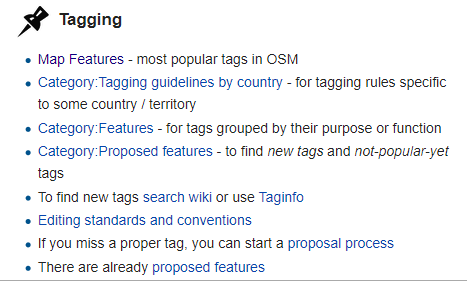 Tagging
Map Features - most popular tags in OSM
Category:Tagging guidelines by country - for tagging rules specific
to some country / territory
Category:Features - for tags grouped by their purpose or function
Category:Proposed features - to find new tags and not-popular-yet
tags
To find new tags search wiki or use Taginfo
Editing standards and conventions
If you miss a proper tag, you can start a proposal process
There are already proposed features